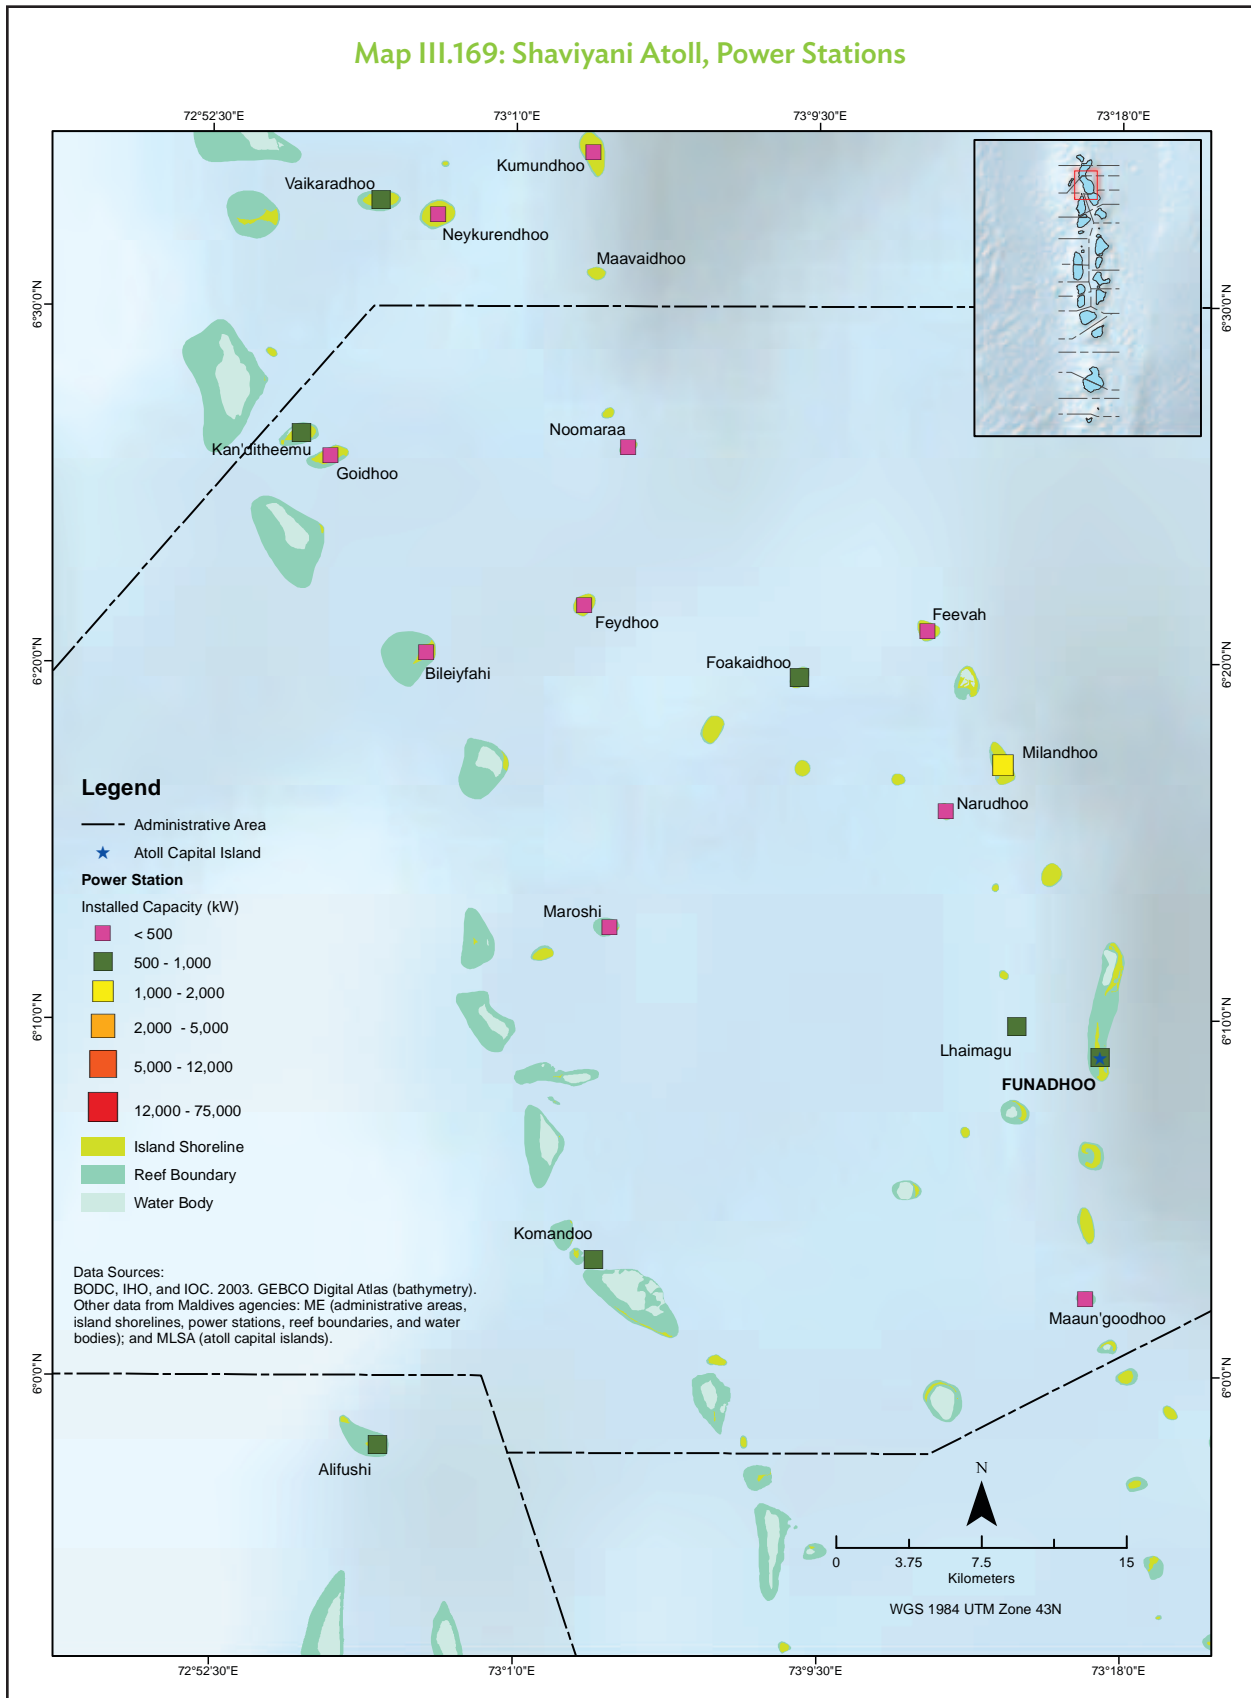 Map III.169: Shaviyani Atoll, Power Stations
72°52'30"E
73°1'0"E
73°9'30"E
73°18'0"E
Kumundhoo
Vaikaradhoo
Neykurendhoo
Maavaidhoo
6°30'0"N
6°30'0"N
Noomaraa
Kan'ditheemu
Goidhoo
Feydhoo
Feevah
6°20'0"N
6°20'0"N
Foakaidhoo
Bileiyfahi
Milandhoo
Narudhoo
Legend
Administrative Area
Atoll Capital Island
Power Station
Installed Capacity (kW)
< 500
500 - 1,000
1,000 - 2,000
2,000 - 5,000
5,000 - 12,000
12,000 - 75,000
Island Shoreline
Reef Boundary
Water Body
Maroshi
6°10'0"N
6°10'0"N
Lhaimagu
FUNADHOO
Komandoo
Data Sources:
BODC, IHO, and IOC. 2003. GEBCO Digital Atlas (bathymetry).
Other data from Maldives agencies: ME (administrative areas,
island shorelines, power stations, reef boundaries, and water
bodies); and MLSA (atoll capital islands).
Maaun'goodhoo
6°0'0"N
6°0'0"N
Alifushi
N
0 3.75 7.5 15
Kilometers
WGS 1984 UTM Zone 43N
72°52'30"E
73°1'0"E
73°9'30"E
73°18'0"E